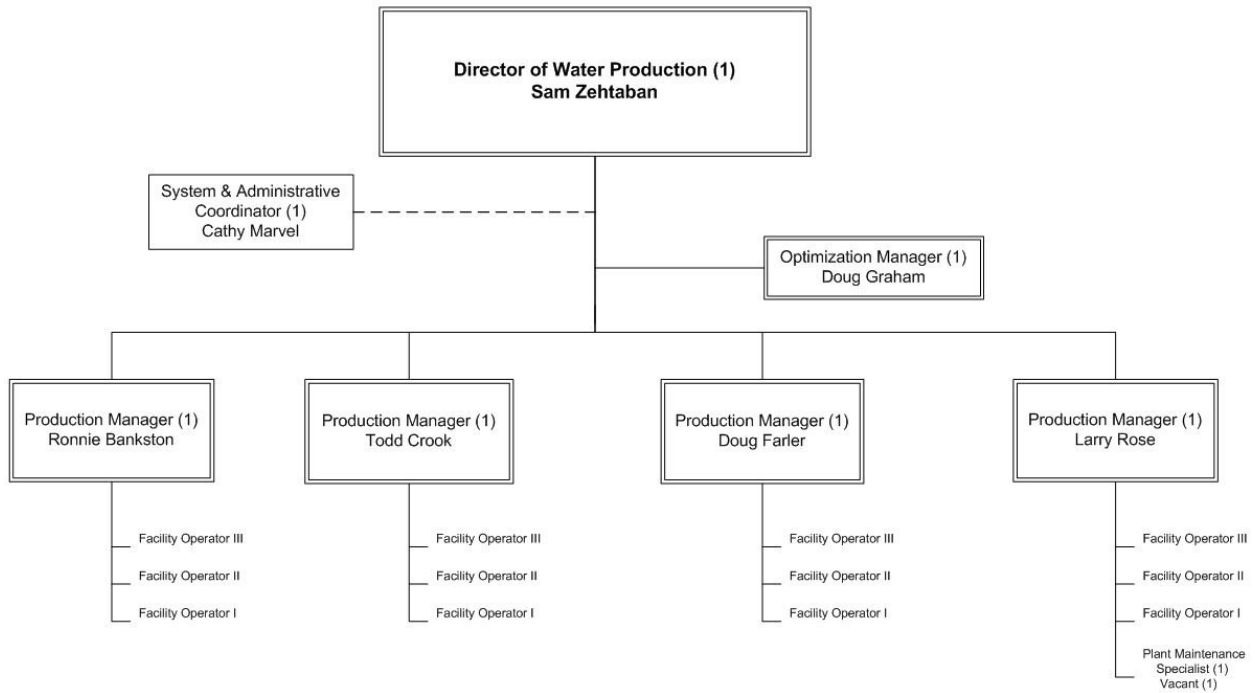 Director of Water Production (1)
Sam Zehtaban
System & Administrative
Coordinator (1)
Cathy Marvel
Optimization Manager (1)
Doug Graham
Production Manager (1)
Ronnie Bankston
Production Manager (1)
Todd Crook
Production Manager (1)
Doug Farler
Production Manager (1)
Larry Rose
Facility Operator III
Facility Operator II
Facility Operator I
Facility Operator III
Facility Operator II
Facility Operator I
Facility Operator III
Facility Operator II
Facility Operator I
Facility Operator III
Facility Operator II
Facility Operator I
Plant Maintenance
Specialist (1)
Vacant (1)